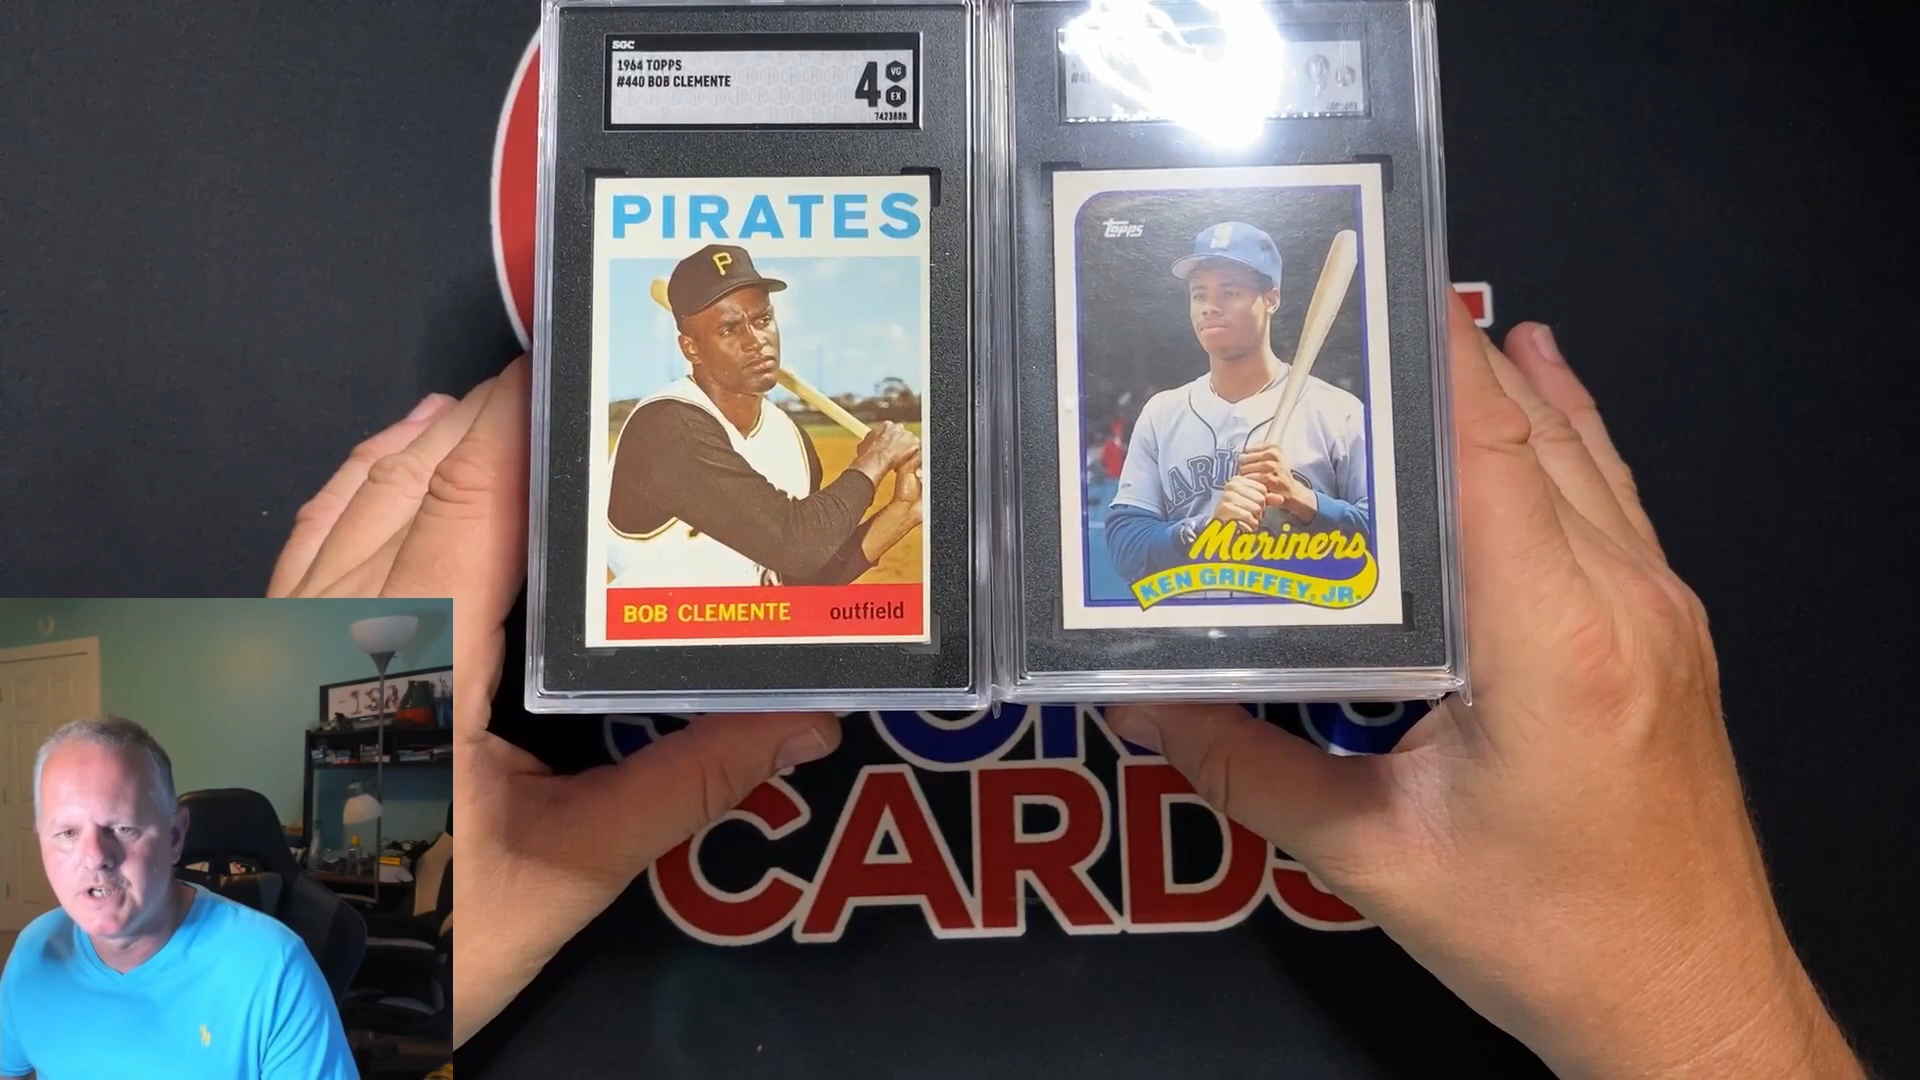 SGC
1964 TOPPS
#440 BOB CLEMENTE
4
VG
EX
7423888
PIRATES
P
BOB CLEMENTE outfield
Topps
Mariners
KEN GRIFFEY, JR.
CARDS